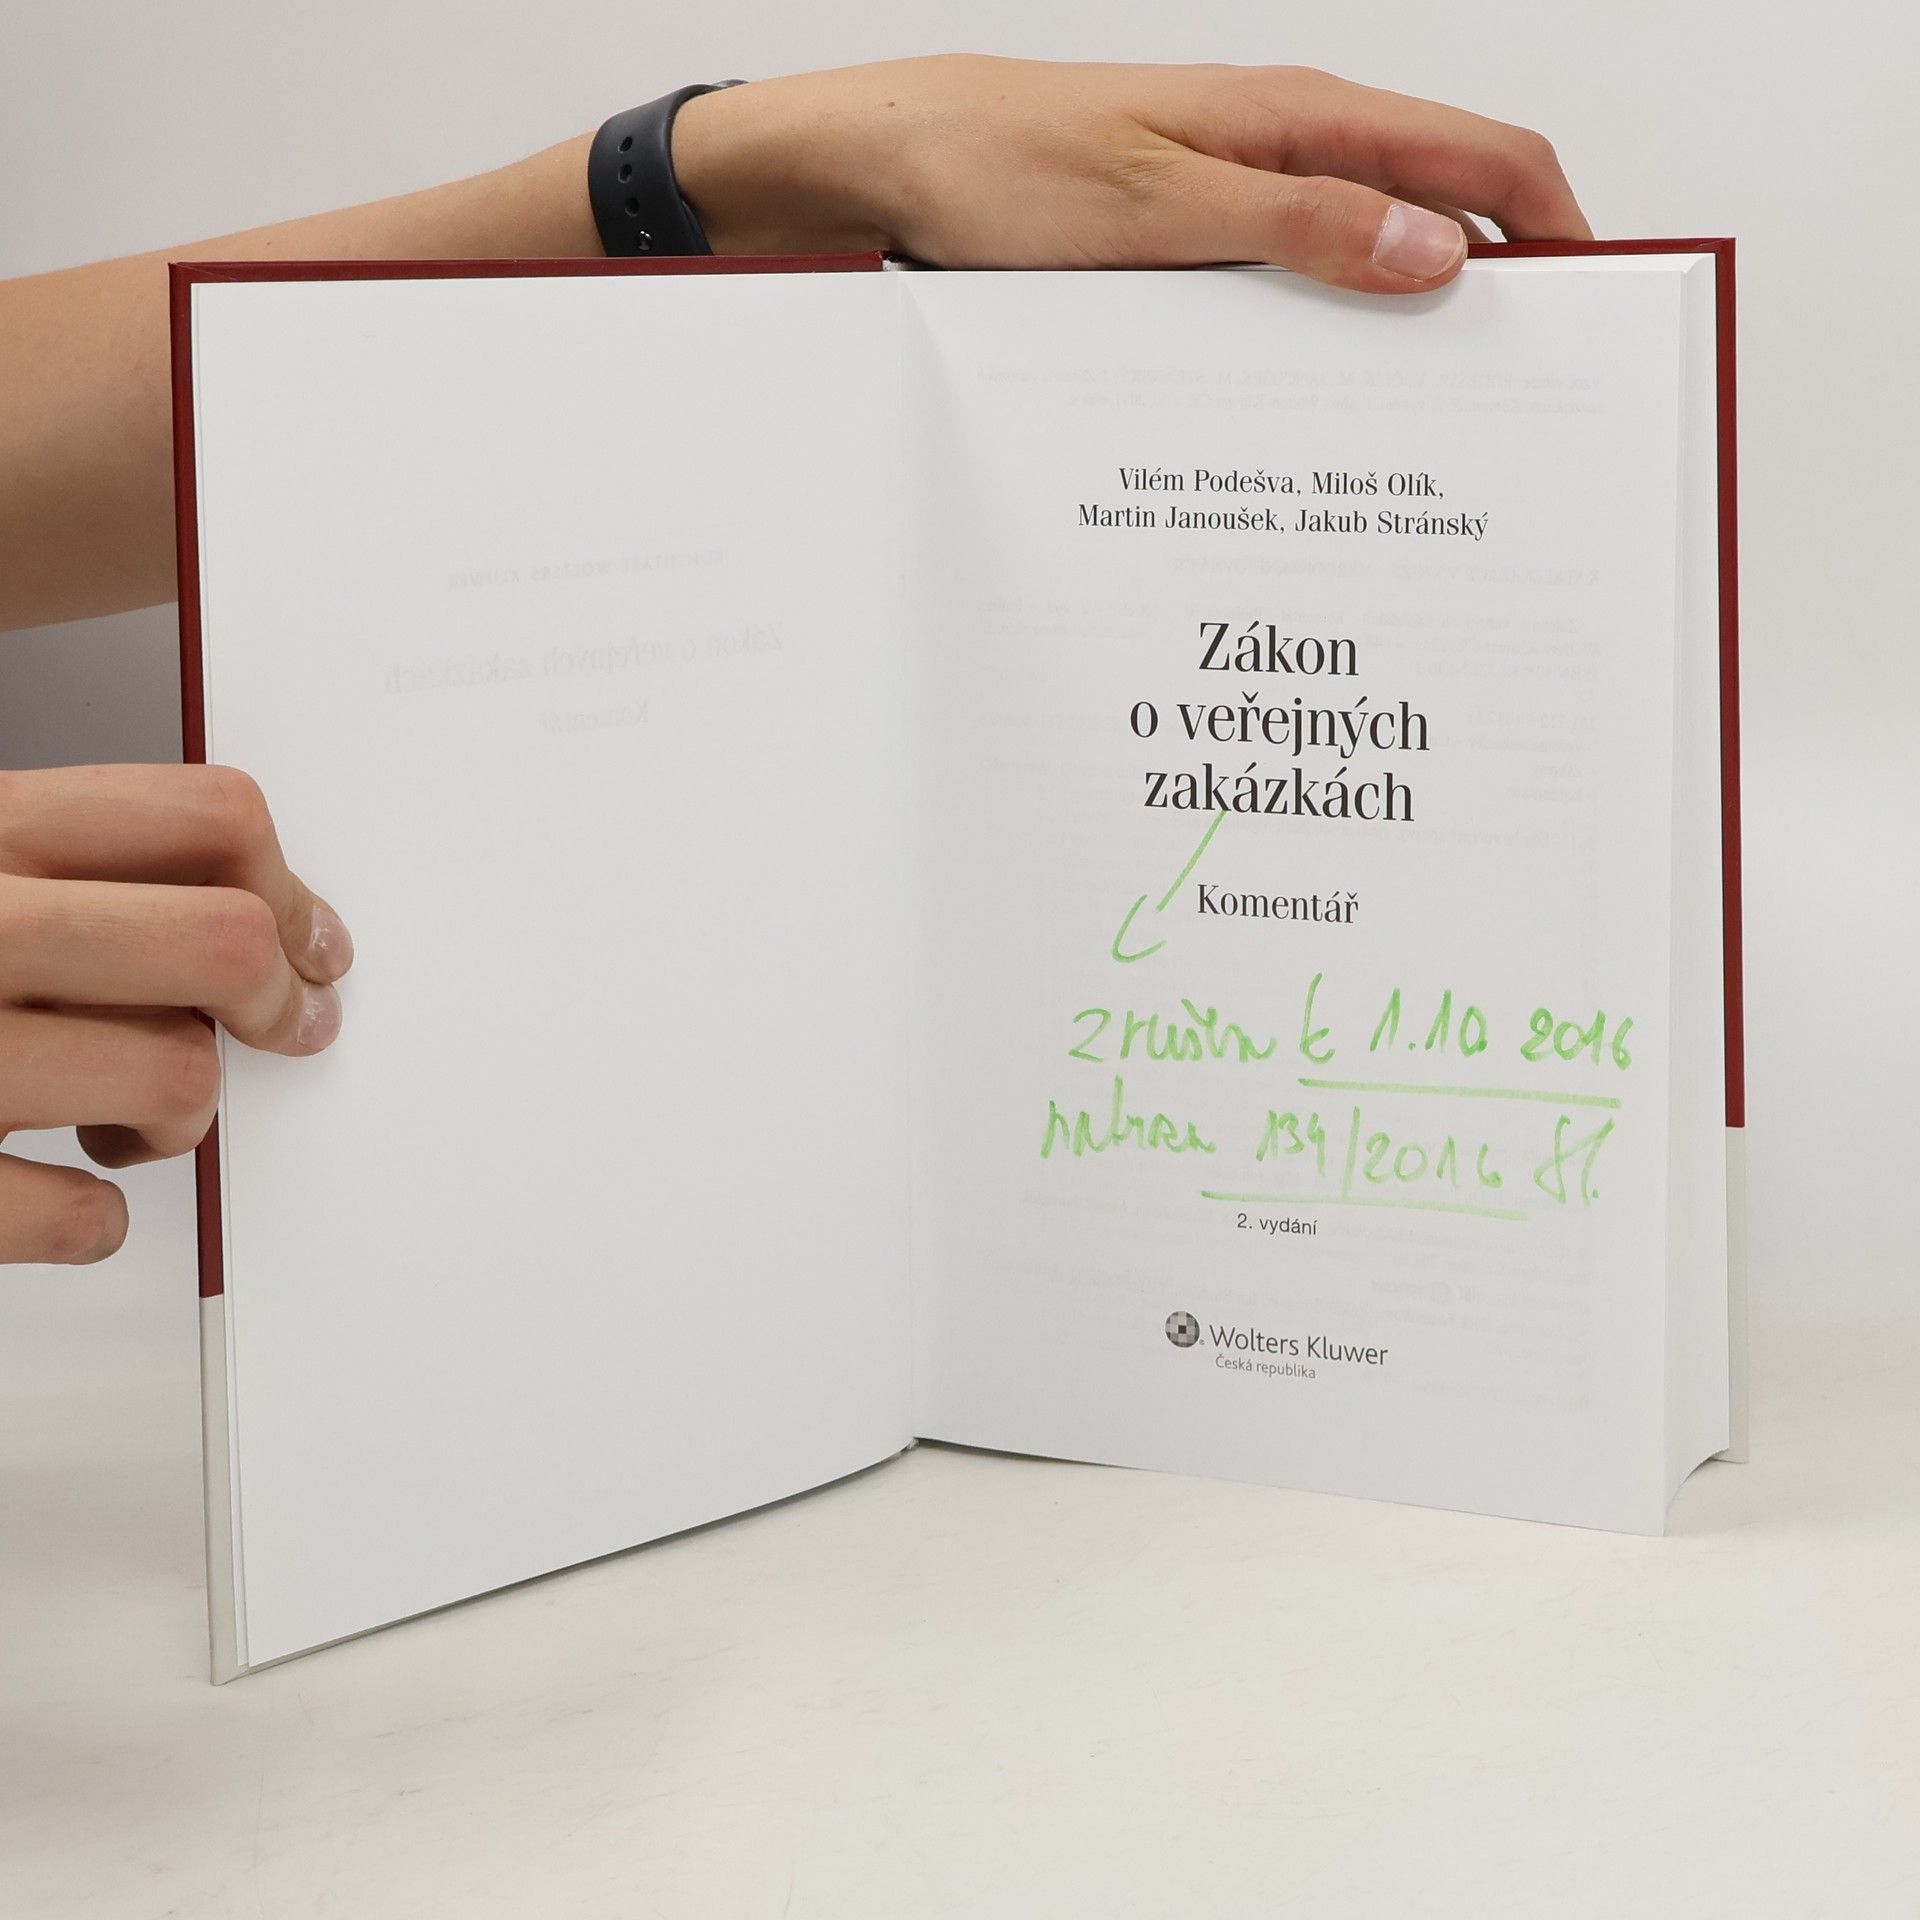 Vilém Podešva, Miloš Olík,
Martin Janoušek, Jakub Stránský
Zákon
o veřejných
zakázkách
Komentář
zrušen k 1.10. 2016
134/2016 Sb.
2. vydání
Wolters Kluwer
Česká republika